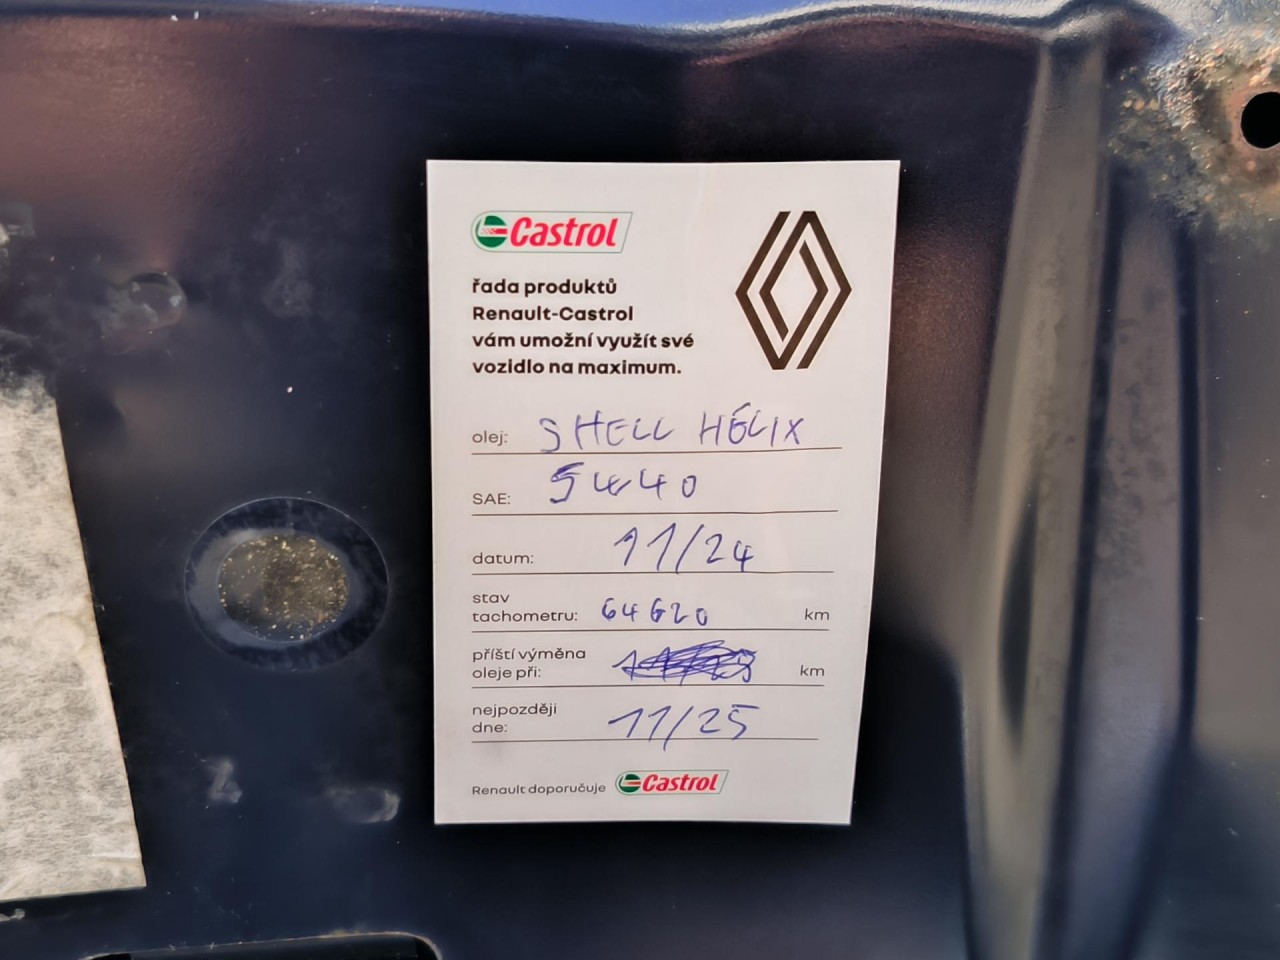 Castrol
řada produktů
Renault-Castrol
vám umožní využít své
vozidlo na maximum.
olej: SHELL HELIX
SAE: 5W40
datum: 11/24
stav
tachometru: 64620 km
příští výměna
oleje při: km
nejpozději
dne: 11/25
Renault doporučuje Castrol